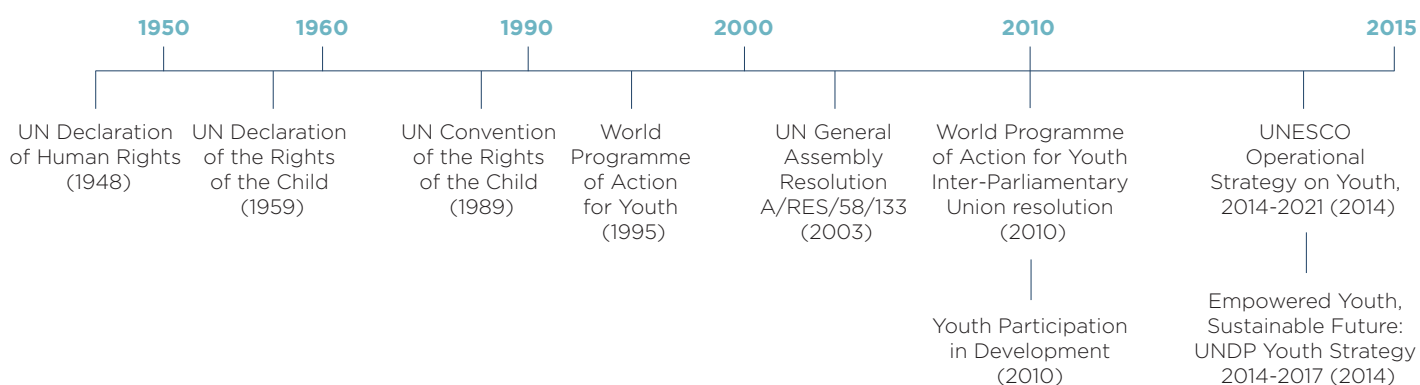 1950
1960
1990
2000
2010
2015
UN Declaration
of Human Rights
(1948)
UN Declaration
of the Rights
of the Child
(1959)
UN Convention
of the Rights
of the Child
(1989)
World
Programme
of Action
for Youth
(1995)
UN General
Assembly
Resolution
A/RES/58/133
(2003)
World Programme
of Action for Youth
Inter-Parliamentary
Union resolution
(2010)
Youth Participation
in Development
(2010)
UNESCO
Operational
Strategy on Youth,
2014-2021 (2014)
Empowered Youth,
Sustainable Future:
UNDP Youth Strategy
2014-2017 (2014)